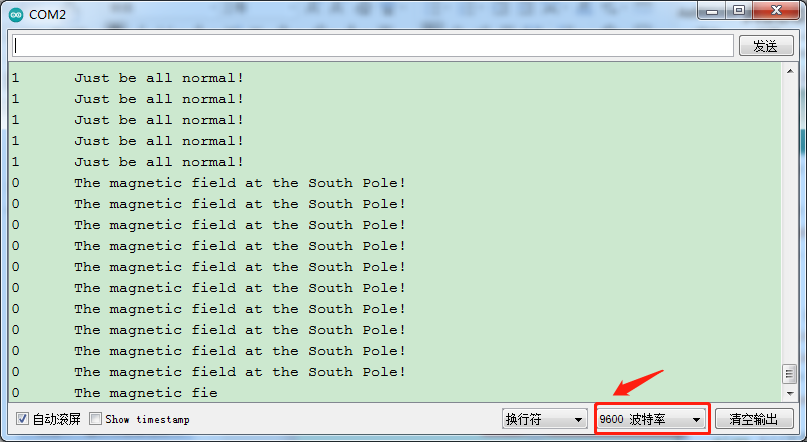 COM2
发送
1 Just be all normal!
1 Just be all normal!
1 Just be all normal!
1 Just be all normal!
1 Just be all normal!
0 The magnetic field at the South Pole!
0 The magnetic field at the South Pole!
0 The magnetic field at the South Pole!
0 The magnetic field at the South Pole!
0 The magnetic field at the South Pole!
0 The magnetic field at the South Pole!
0 The magnetic field at the South Pole!
0 The magnetic field at the South Pole!
0 The magnetic field at the South Pole!
0 The magnetic field at the South Pole!
0 The magnetic fie
自动滚屏 Show timestamp 换行符 9600 波特率 清空输出